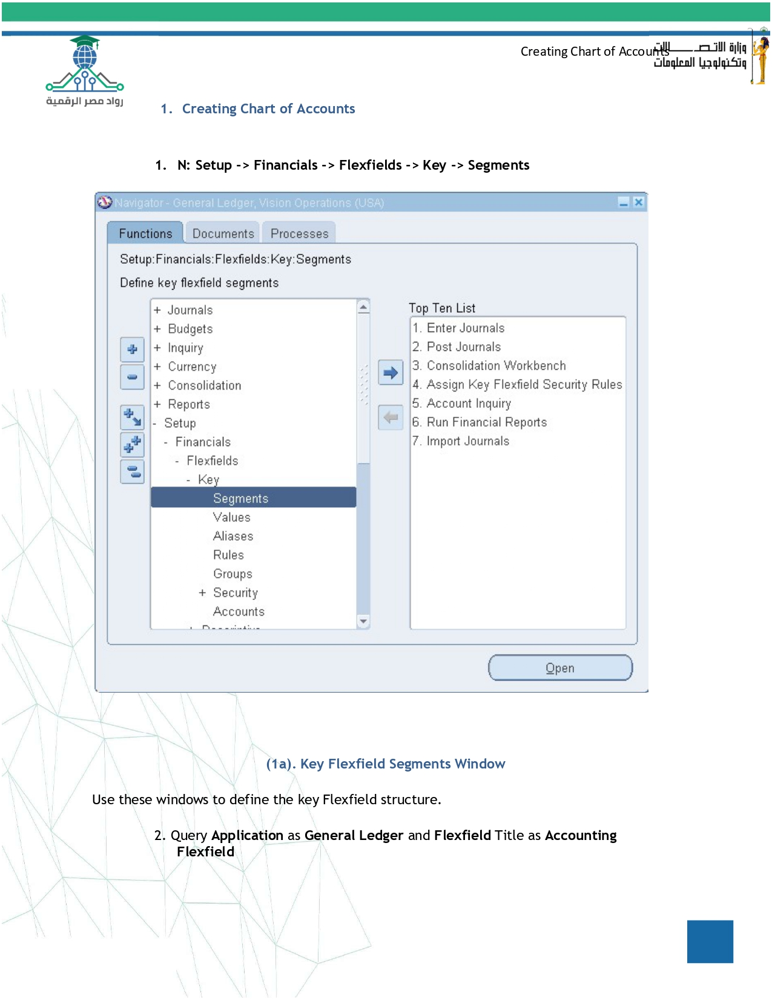 Creating Chart of Accounts
وزارة الاتصالات
وتكنولوجيا المعلومات
رواد مصر الرقمية
1. Creating Chart of Accounts
1. N: Setup -> Financials -> Flexfields -> Key -> Segments
Navigator - General Ledger, Vision Operations (USA)
Functions Documents Processes
Setup:Financials:Flexfields:Key:Segments
Define key flexfield segments
+ Journals
+ Budgets
+ Inquiry
+ Currency
+ Consolidation
+ Reports
- Setup
- Financials
- Flexfields
- Key
Segments
Values
Aliases
Rules
Groups
+ Security
Accounts
+ Descriptive
Top Ten List
1. Enter Journals
2. Post Journals
3. Consolidation Workbench
4. Assign Key Flexfield Security Rules
5. Account Inquiry
6. Run Financial Reports
7. Import Journals
Open
(1a). Key Flexfield Segments Window
Use these windows to define the key Flexfield structure.
2. Query Application as General Ledger and Flexfield Title as Accounting
Flexfield